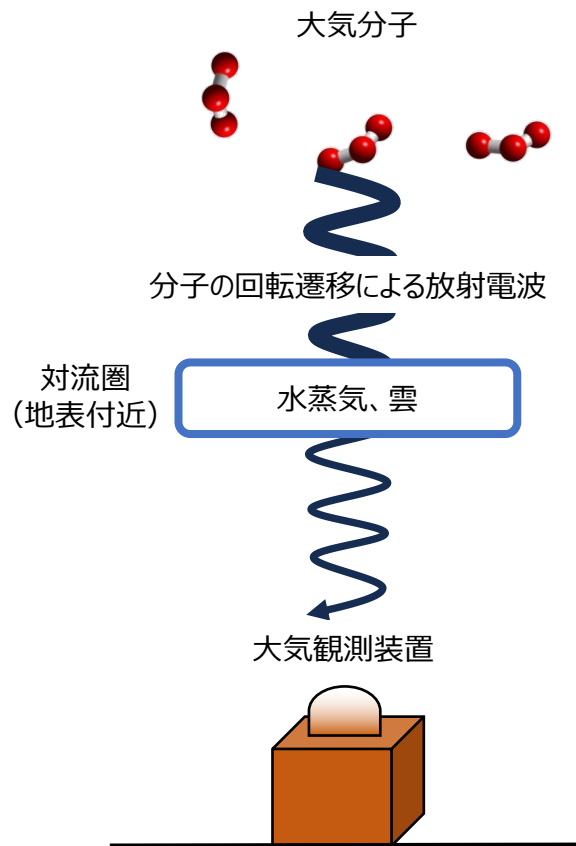 大気分子
分子の回転遷移による放射電波
対流圏
（地表付近）
水蒸気、雲
大気観測装置